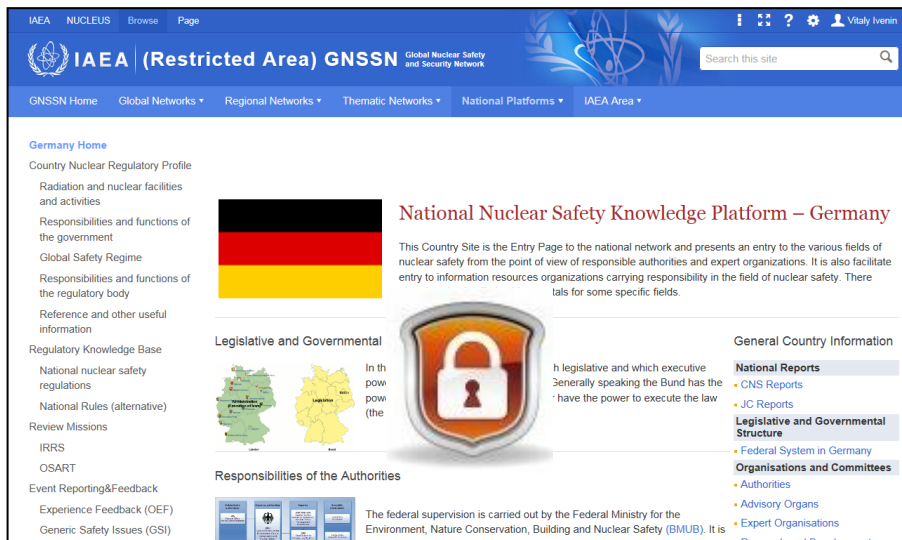 IAEA NUCLEUS Browse Page
Vitaly Ivenin
IAEA (Restricted Area) GNSSN Global Nuclear Safety and Security Network
Search this site
GNSSN Home Global Networks Regional Networks Thematic Networks National Platforms IAEA Area
Germany Home
Country Nuclear Regulatory Profile
Radiation and nuclear facilities
and activities
Responsibilities and functions of
the government
Global Safety Regime
Responsibilities and functions of
the regulatory body
Reference and other useful
information
Regulatory Knowledge Base
National nuclear safety
regulations
National Rules (alternative)
Review Missions
IRRS
OSART
Event Reporting&Feedback
Experience Feedback (OEF)
Generic Safety Issues (GSI)
National Nuclear Safety Knowledge Platform – Germany
This Country Site is the Entry Page to the national network and presents an entry to the various fields of
nuclear safety from the point of view of responsible authorities and expert organizations. It is also facilitate
entry to information resources organizations carrying responsibility in the field of nuclear safety. There
for some specific fields.
Legislative and Governmental
In
legislative and which executive
Generally speaking the Bund has the
have the power to execute the law
(the
Legislation
Responsibilities of the Authorities
The federal supervision is carried out by the Federal Ministry for the
Environment, Nature Conservation, Building and Nuclear Safety (BMUB). It is
General Country Information
National Reports
CNS Reports
JC Reports
Legislative and Governmental
Structure
Federal System in Germany
Organisations and Committees
Authorities
Advisory Organs
Expert Organisations